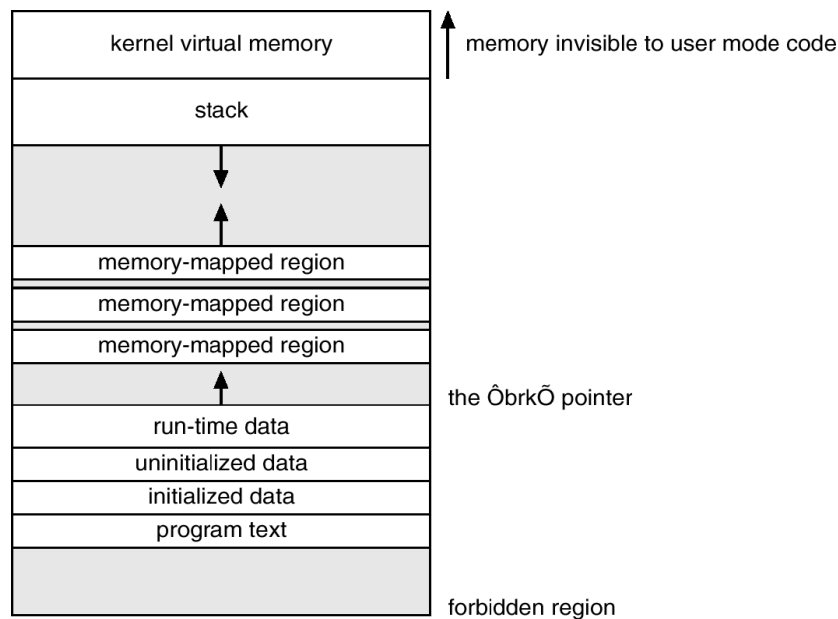 kernel virtual memory
memory invisible to user mode code
stack
memory-mapped region
memory-mapped region
memory-mapped region
the ÔbrkÕ pointer
run-time data
uninitialized data
initialized data
program text
forbidden region